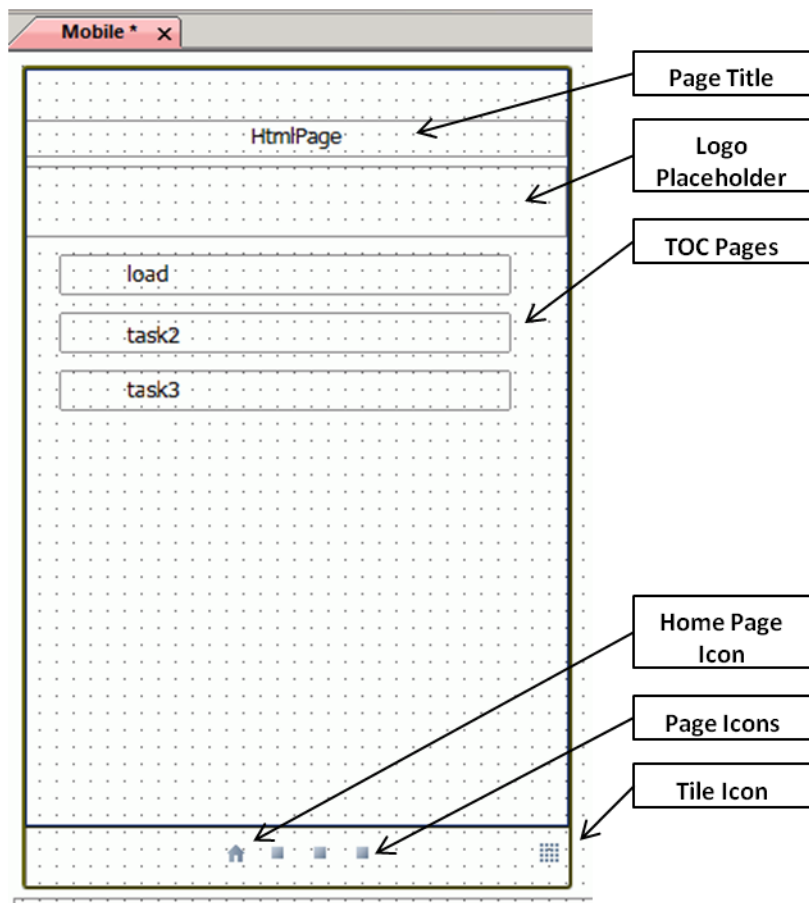 Mobile *
Page Title
HtmlPage
Logo
Placeholder
TOC Pages
load
task2
task3
Home Page
Icon
Page Icons
Tile Icon